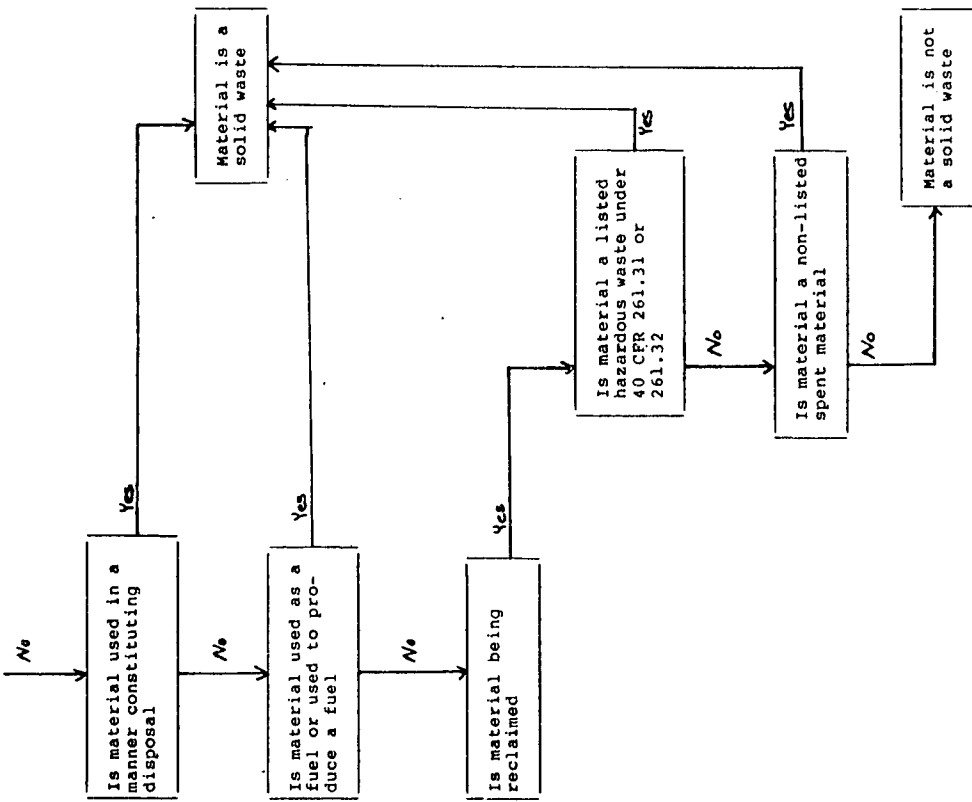 No
Is material used in a
manner constituting
disposal
Yes
Material is a
solid waste
No
Is material used as a
fuel or used to pro-
duce a fuel
Yes
No
Is material being
reclaimed
Yes
Is material a listed
hazardous waste under
40 CFR 261.31 or
261.32
Yes
No
Is material a non-listed
spent material
Yes
No
Material is not
a solid waste